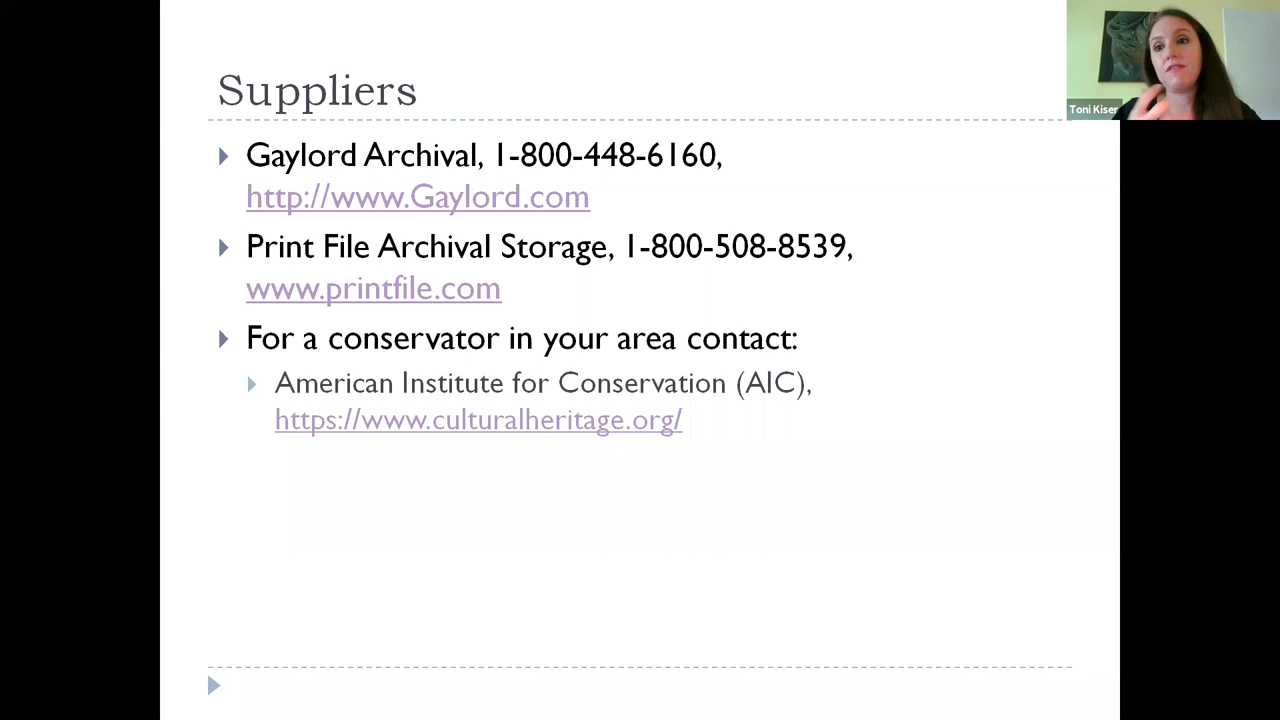 Suppliers
Gaylord Archival, 1-800-448-6160,
http://www.Gaylord.com
Print File Archival Storage, 1-800-508-8539,
www.printfile.com
For a conservator in your area contact:
American Institute for Conservation (AIC),
https://www.culturalheritage.org/
Toni Kiser